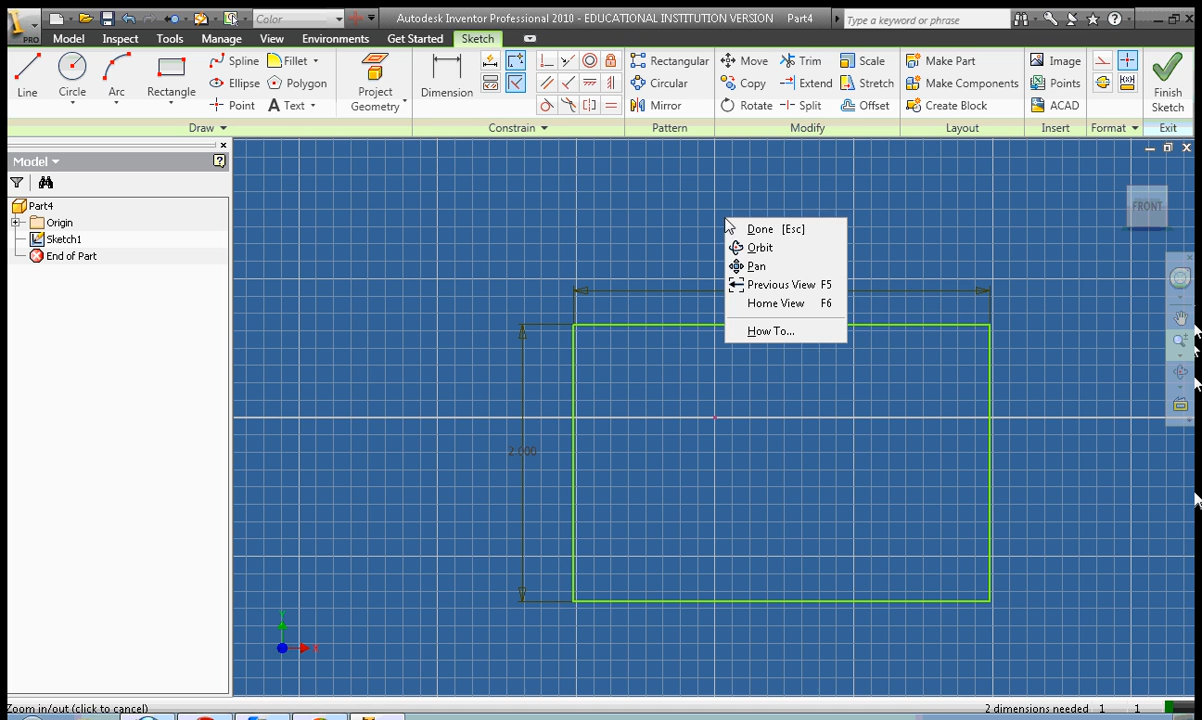 Color
Autodesk Inventor Professional 2010 - EDUCATIONAL INSTITUTION VERSION Part4
Type a keyword or phrase
PRO
Model Inspect Tools Manage View Environments Get Started Sketch
Line
Circle
Arc
Rectangle
Spline
Ellipse
Point
Fillet
Polygon
Text
Project
Geometry
Dimension
Rectangular
Circular
Mirror
Move
Copy
Rotate
Trim
Extend
Split
Scale
Stretch
Offset
Make Part
Make Components
Create Block
Image
Points
ACAD
Finish
Sketch
Draw
Constrain
Pattern
Modify
Layout
Insert
Format
Exit
Model
Part4
Origin
Sketch1
End of Part
FRONT
Done [Esc]
Orbit
Pan
Previous View F5
Home View F6
How To...
2.000
X
Zoom in/out (click to cancel)
2 dimensions needed 1 1